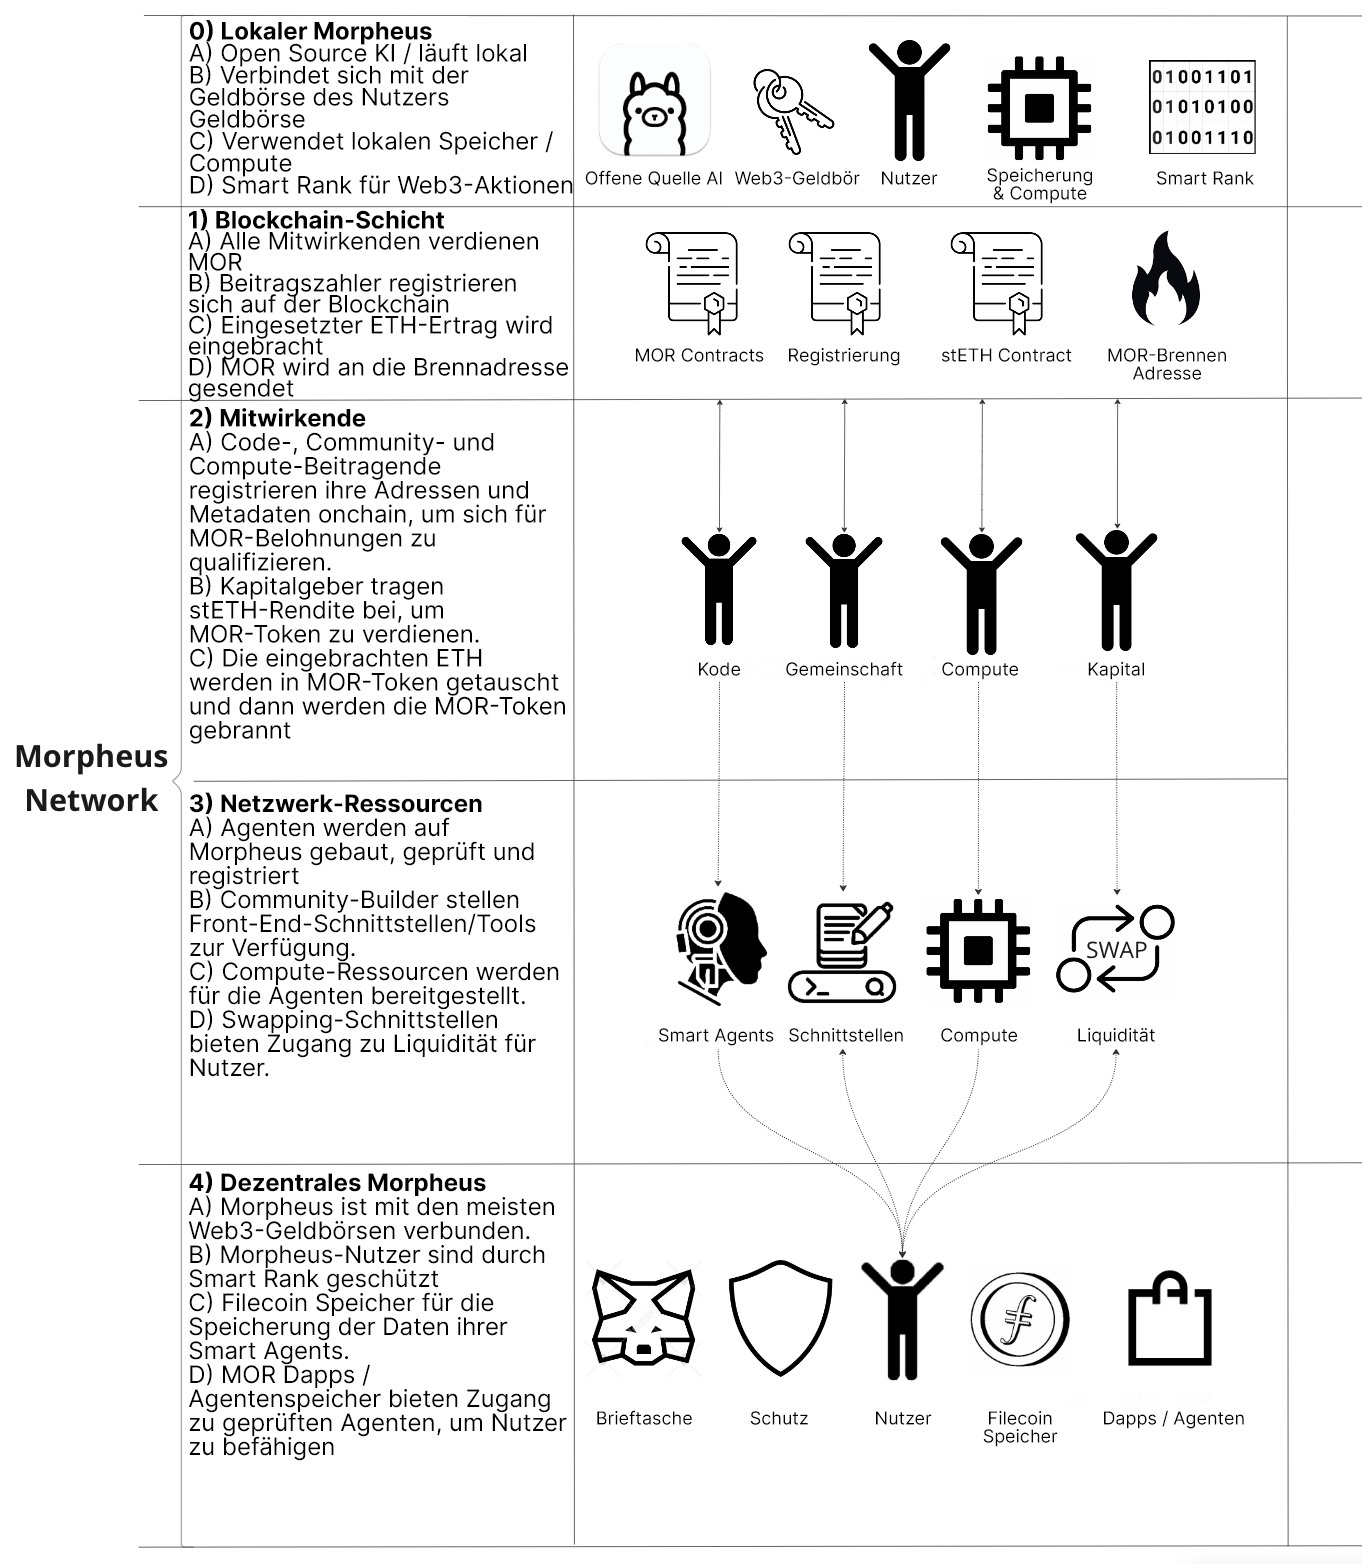 0) Lokaler Morpheus
A) Open Source KI / läuft lokal
B) Verbindet sich mit der
Geldbörse des Nutzers
Geldbörse
C) Verwendet lokalen Speicher /
Compute
D) Smart Rank für Web3-Aktionen
01001101
01010100
01001110
Offene Quelle AI
Web3-Geldbör
Nutzer
Speicherung
& Compute
Smart Rank
1) Blockchain-Schicht
A) Alle Mitwirkenden verdienen
MOR
B) Beitragszahler registrieren
sich auf der Blockchain
C) Eingesetzter ETH-Ertrag wird
eingebracht
D) MOR wird an die Brennadresse
gesendet
MOR Contracts
Registrierung
stETH Contract
MOR-Brennen
Adresse
2) Mitwirkende
A) Code-, Community- und
Compute-Beitragende
registrieren ihre Adressen und
Metadaten onchain, um sich für
MOR-Belohnungen zu
qualifizieren.
B) Kapitalgeber tragen
stETH-Rendite bei, um
MOR-Token zu verdienen.
C) Die eingebrachten ETH
werden in MOR-Token getauscht
und dann werden die MOR-Token
gebrannt
Kode
Gemeinschaft
Compute
Kapital
Morpheus
Network
3) Netzwerk-Ressourcen
A) Agenten werden auf
Morpheus gebaut, geprüft und
registriert
B) Community-Builder stellen
Front-End-Schnittstellen/Tools
zur Verfügung.
C) Compute-Ressourcen werden
für die Agenten bereitgestellt.
D) Swapping-Schnittstellen
bieten Zugang zu Liquidität für
Nutzer.
SWAP
Smart Agents
Schnittstellen
Compute
Liquidität
4) Dezentrales Morpheus
A) Morpheus ist mit den meisten
Web3-Geldbörsen verbunden.
B) Morpheus-Nutzer sind durch
Smart Rank geschützt
C) Filecoin Speicher für die
Speicherung der Daten ihrer
Smart Agents.
D) MOR Dapps /
Agentenspeicher bieten Zugang
zu geprüften Agenten, um Nutzer
zu befähigen
Brieftasche
Schutz
Nutzer
Filecoin
Speicher
Dapps / Agenten